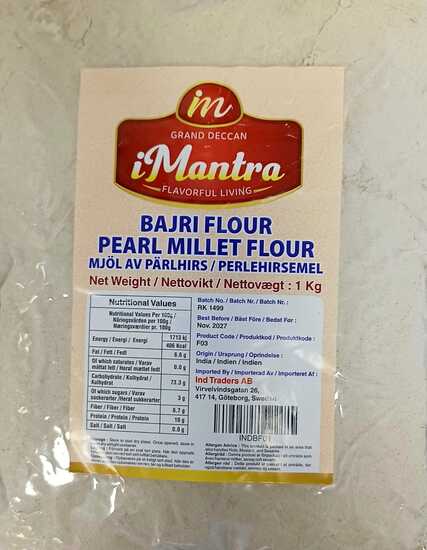 im
GRAND DECCAN
iMantra
FLAVORFUL LIVING
BAJRI FLOUR
PEARL MILLET FLOUR
MJÖL AV PÄRLHIRS / PERLEHIRSEMEL
Net Weight / Nettovikt / Nettovægt : 1 Kg
Nutritional Values
Nutritional Values Per 100g /
Näringsvärden per 100g /
Næringsværdier pr. 100g
Energy / Energi / Energi 1713 kj
406 Kcal
Fat / Fett / Fedt 6.6 g
Of which saturates / Varav
mättat fett / Heraf mættet fedt 0.0 g
Carbohydrate / Kolhydrat /
Kulhydrat 73.3 g
Of which sugars / Varav
sockerarter / Heraf sukkerarter 3 g
Fiber / Fiber / Fiber 8.7 g
Protein / Protein / Protein 10 g
Salt / Salt / Salt 0.0 g
Batch No. / Batch Nr. / Batch Nr. :
RK 1499
Best Before / Bäst Före / Bedst Før :
Nov. 2027
Product Code / Produktkod / Produktkode :
F03
Origin / Ursprung / Oprindelse :
India / Indien / Indien
Imported by / Importerad Av / Importeret Af :
Ind Traders AB
Virvelvindsgatan 26,
417 14, Göteborg, Sweden
INDBF01